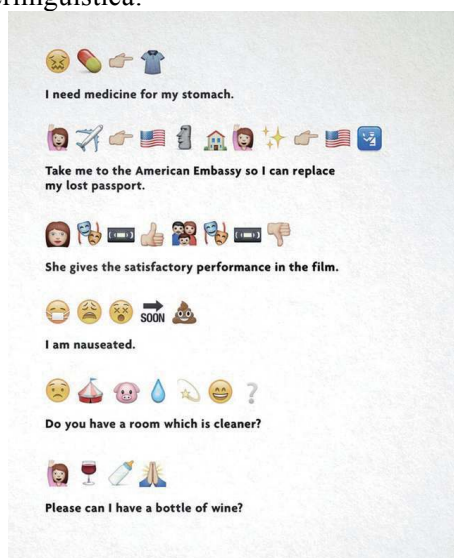 I need medicine for my stomach.
Take me to the American Embassy so I can replace
my lost passport.
She gives the satisfactory performance in the film.
SOON
I am nauseated.
Do you have a room which is cleaner?
Please can I have a bottle of wine?